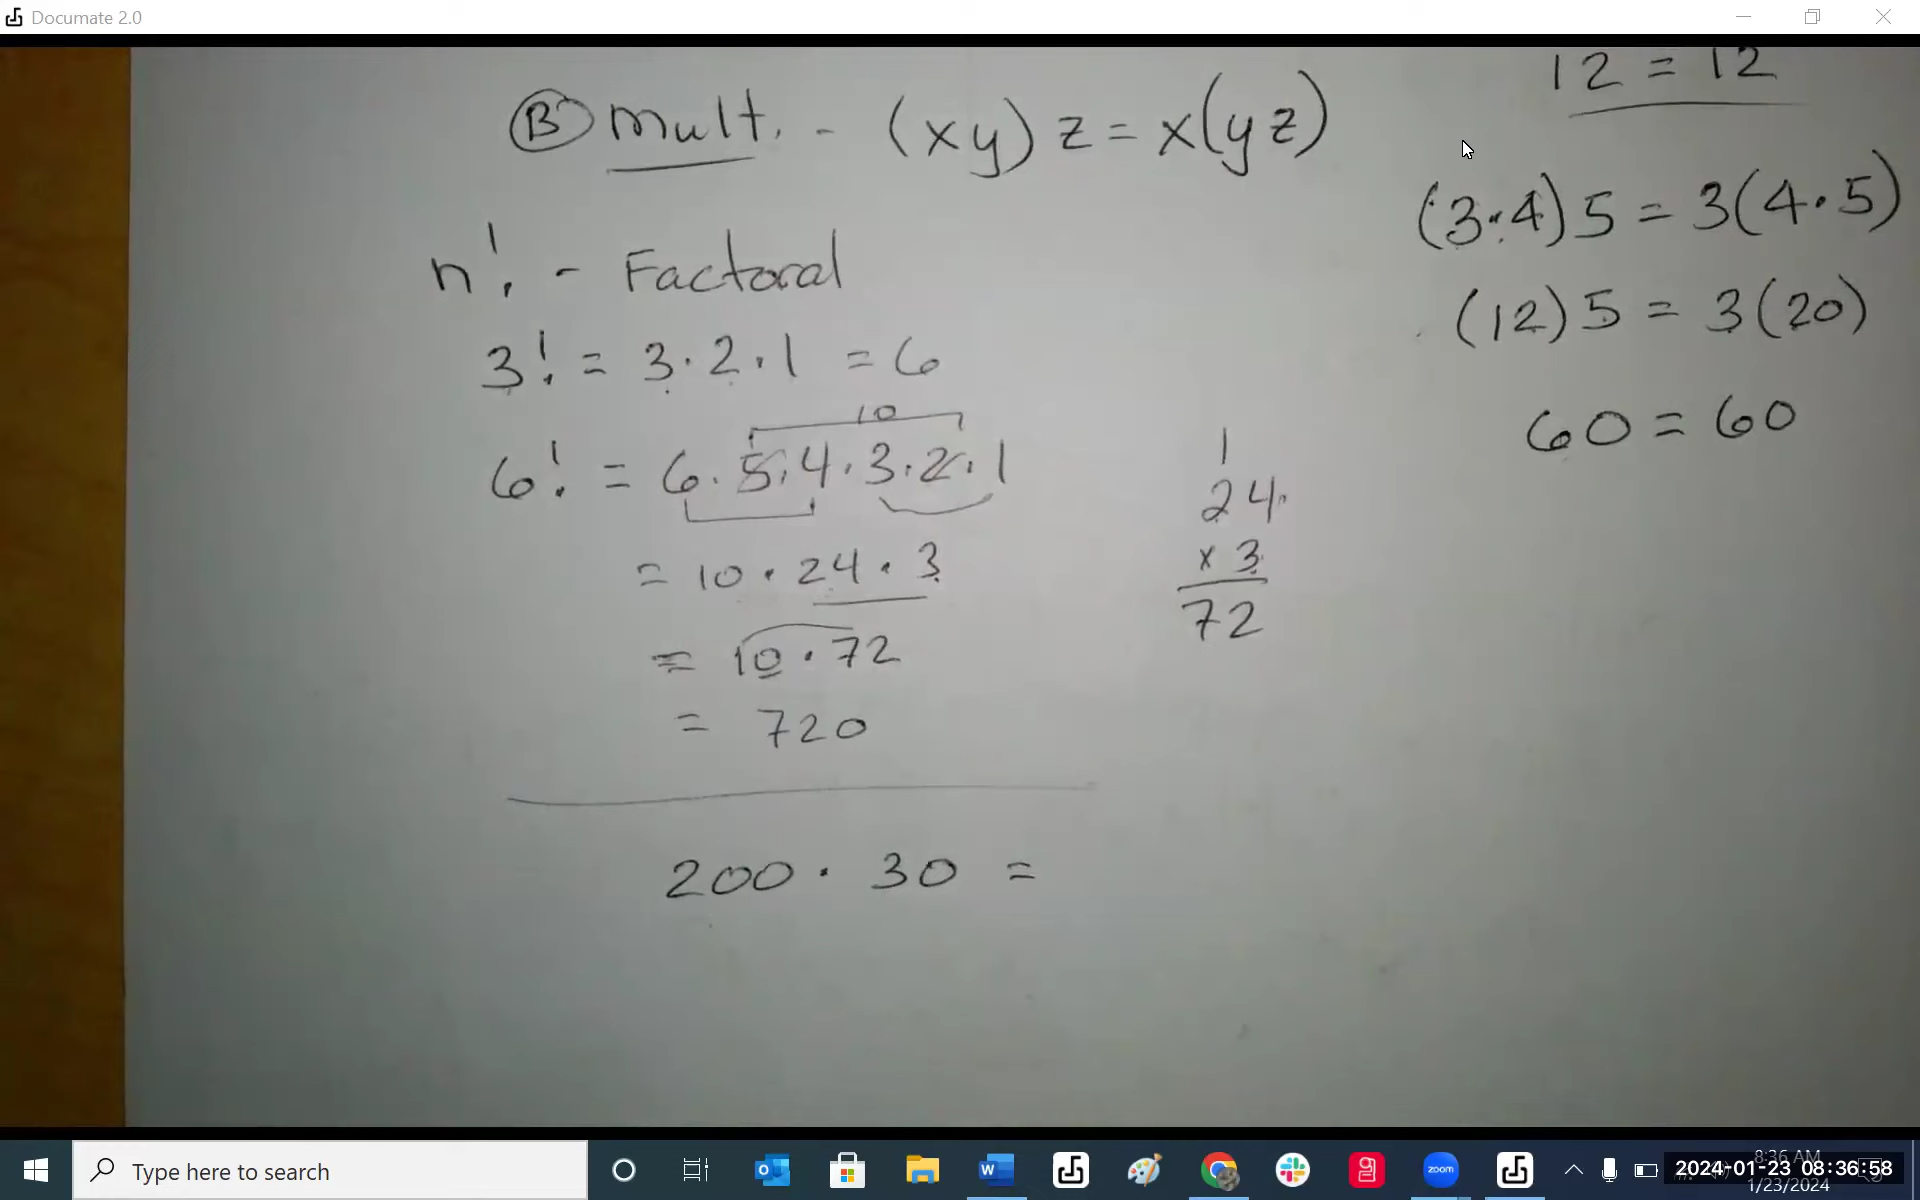 Documate 2.0
12 = 12
Ⓑ Mult. - (xy) z = x(yz)
(3·4)5 = 3(4·5)
n! - Factoral
(12)5 = 3(20)
3! = 3·2·1 = 6
60 = 60
10
6! = 6·5·4·3·2·1
1
24
x 3
72
= 10·24·3
= 10·72
= 720
200·30 =
Type here to search
W
zoom
8:36 AM
2024-01-23 08:36:58
1/23/2024